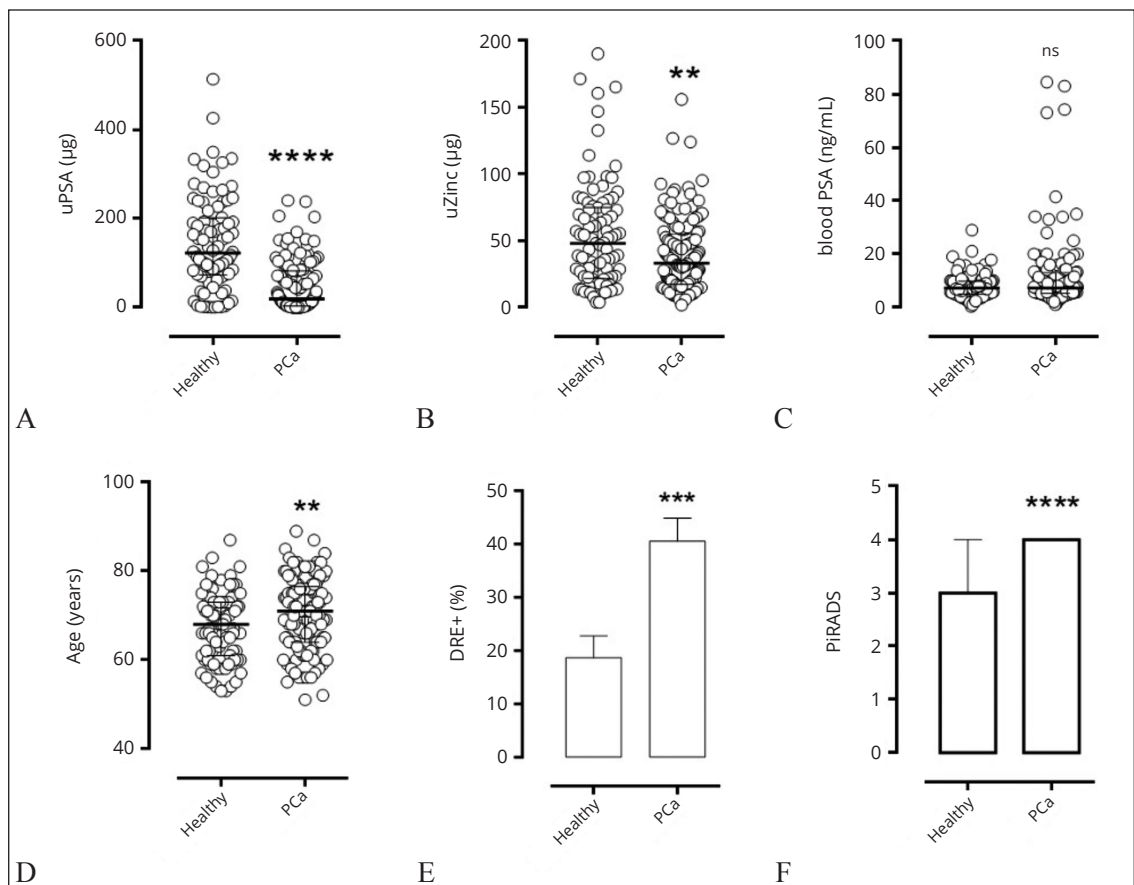 600
400
200
0
uPSA (µg)
****
Healthy
PCa
A
200
150
100
50
0
uZinc (µg)
**
Healthy
PCa
B
100
80
60
40
20
0
blood PSA (ng/mL)
ns
Healthy
PCa
C
100
80
60
40
Age (years)
**
Healthy
PCa
D
50
40
30
20
10
0
DRE+ (%)
***
Healthy
PCa
E
5
4
3
2
1
0
PiRADS
****
Healthy
PCa
F